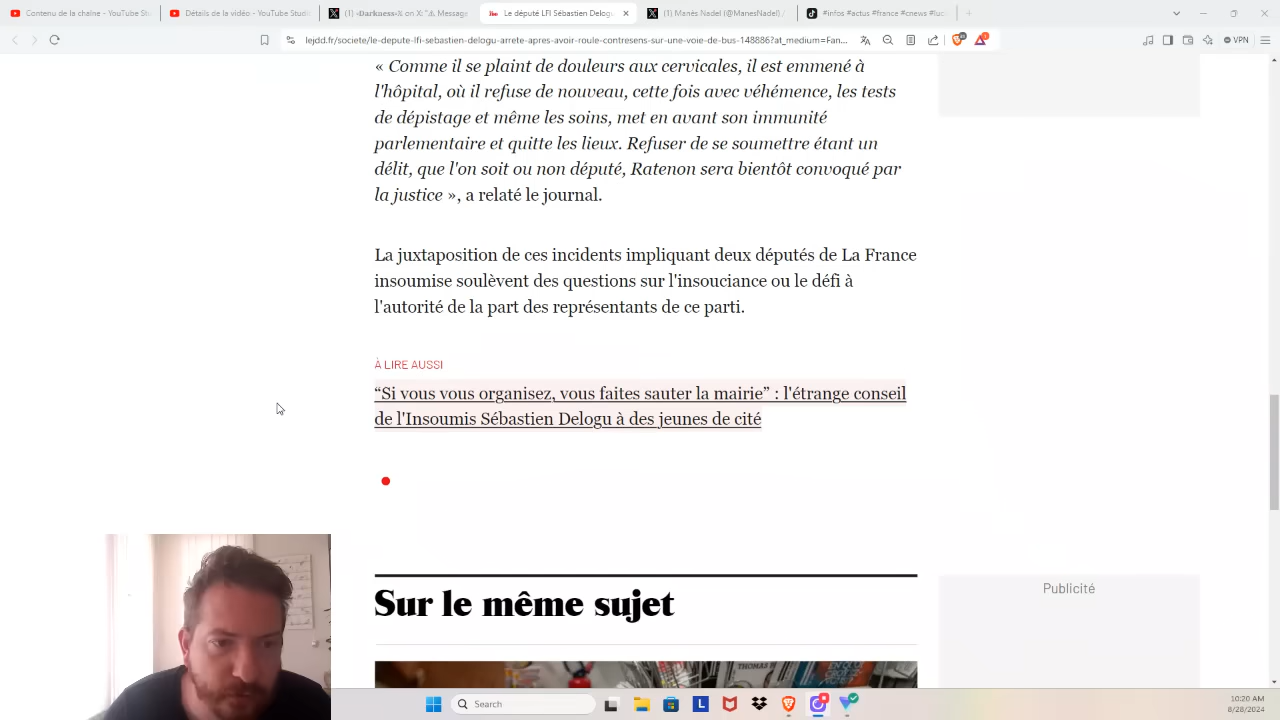 Contenu de la chaîne - YouTube St
Détails de la vidéo - YouTube Studi
(1) ⋆Darkness⋆ on X: "⚠ Message
Le député LFI Sébastien Delogu
(1) Manès Nadel (@ManesNadel) /
#infos #actus #france #cnews #luc
lejdd.fr/societe/le-depute-lfi-sebastien-delogu-arrete-apres-avoir-roule-contresens-sur-une-voie-de-bus-148886?at_medium=Fan...
VPN
« Comme il se plaint de douleurs aux cervicales, il est emmené à
l'hôpital, où il refuse de nouveau, cette fois avec véhémence, les tests
de dépistage et même les soins, met en avant son immunité
parlementaire et quitte les lieux. Refuser de se soumettre étant un
délit, que l'on soit ou non député, Ratenon sera bientôt convoqué par
la justice », a relaté le journal.
La juxtaposition de ces incidents impliquant deux députés de La France
insoumise soulèvent des questions sur l'insouciance ou le défi à
l'autorité de la part des représentants de ce parti.
À LIRE AUSSI
“Si vous vous organisez, vous faites sauter la mairie” : l'étrange conseil
de l'Insoumis Sébastien Delogu à des jeunes de cité
Sur le même sujet
Publicité
THOMAS
Search
L
10:20 AM
8/28/2024